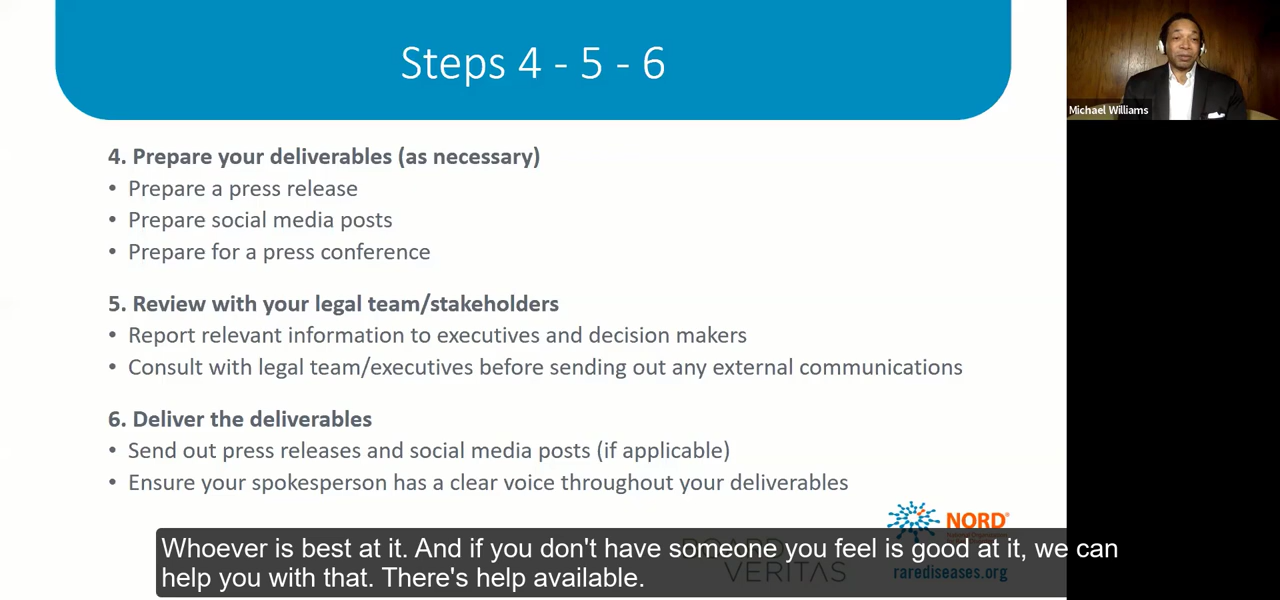 Steps 4 - 5 - 6
Michael Williams
4. Prepare your deliverables (as necessary)
• Prepare a press release
• Prepare social media posts
• Prepare for a press conference
5. Review with your legal team/stakeholders
• Report relevant information to executives and decision makers
• Consult with legal team/executives before sending out any external communications
6. Deliver the deliverables
• Send out press releases and social media posts (if applicable)
• Ensure your spokesperson has a clear voice throughout your deliverables
NORD®
BOARD
VERITAS
rarediseases.org
Whoever is best at it. And if you don't have someone you feel is good at it, we can
help you with that. There's help available.